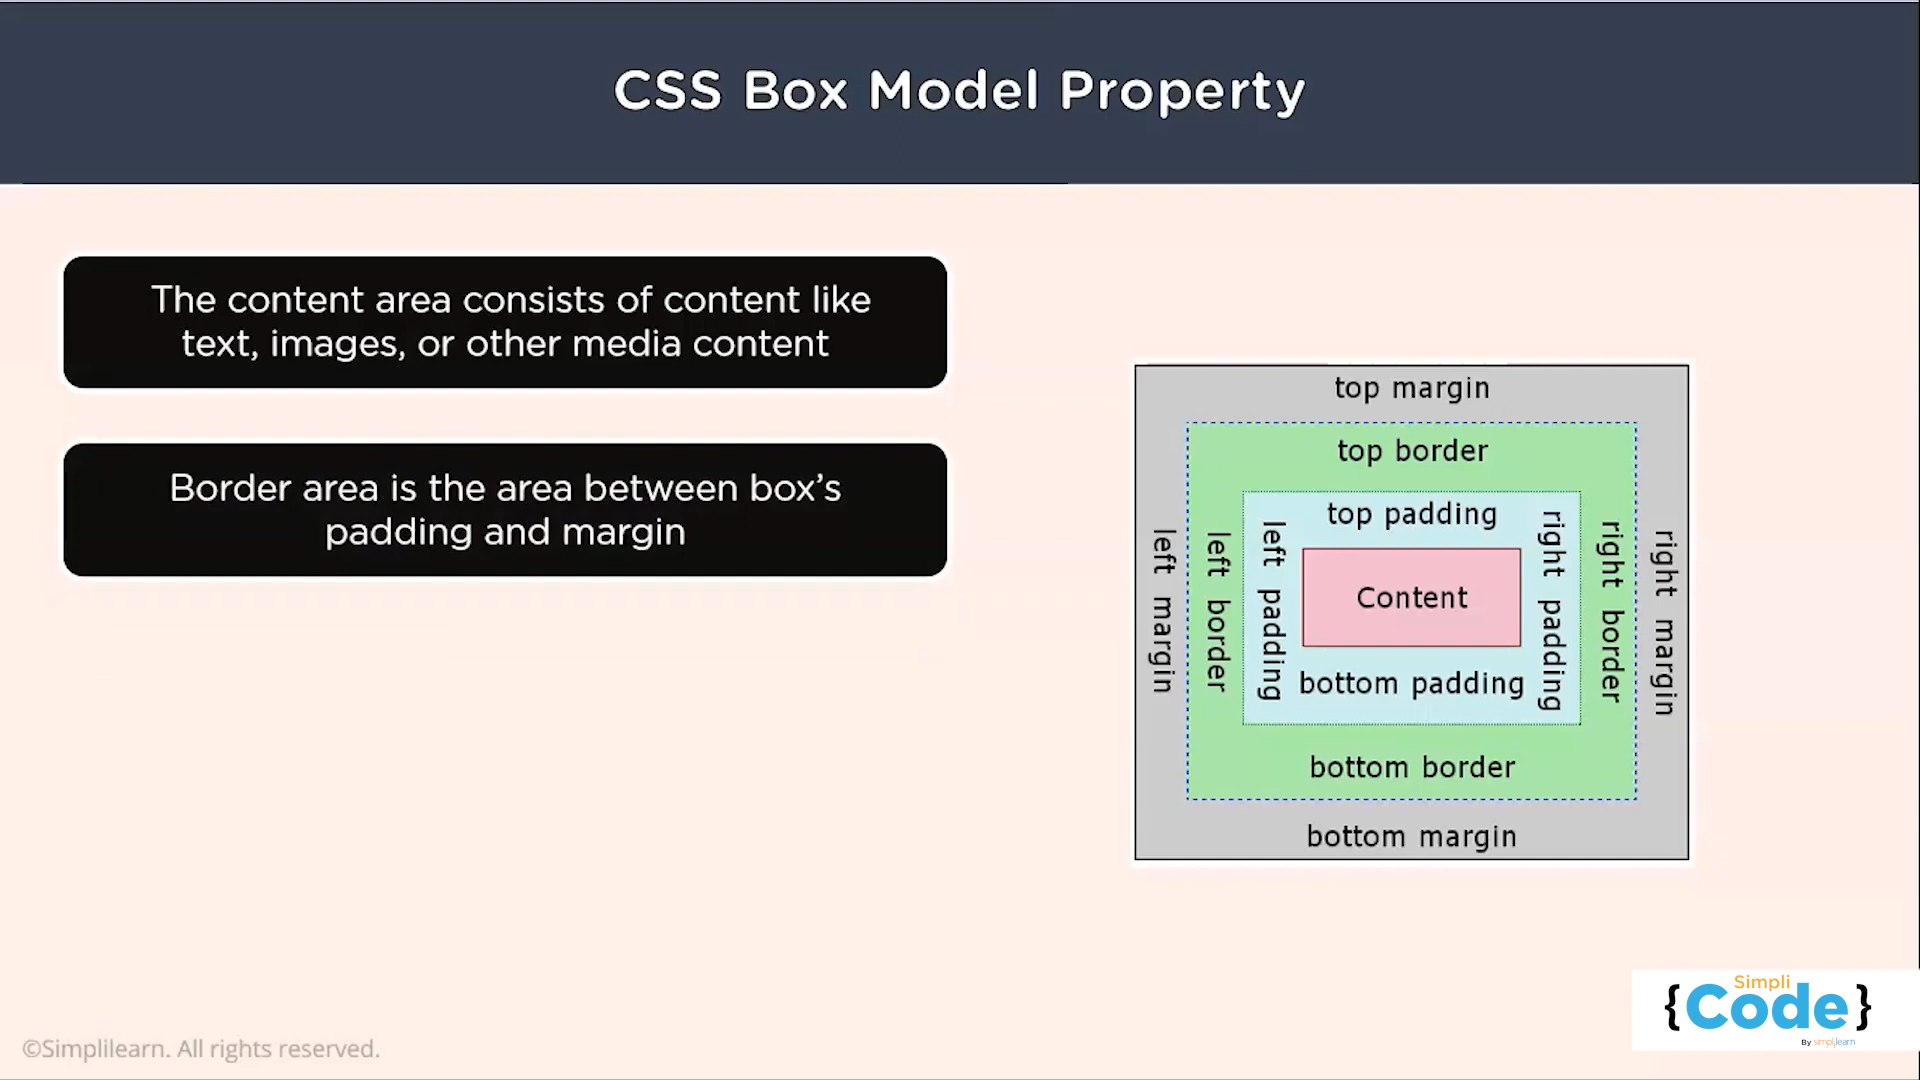 CSS Box Model Property
The content area consists of content like
text, images, or other media content
Border area is the area between box's
padding and margin
top margin
top border
top padding
left margin
left border
left padding
Content
right padding
right border
right margin
bottom padding
bottom border
bottom margin
Simpli
{Code}
By simplilearn
©Simplilearn. All rights reserved.